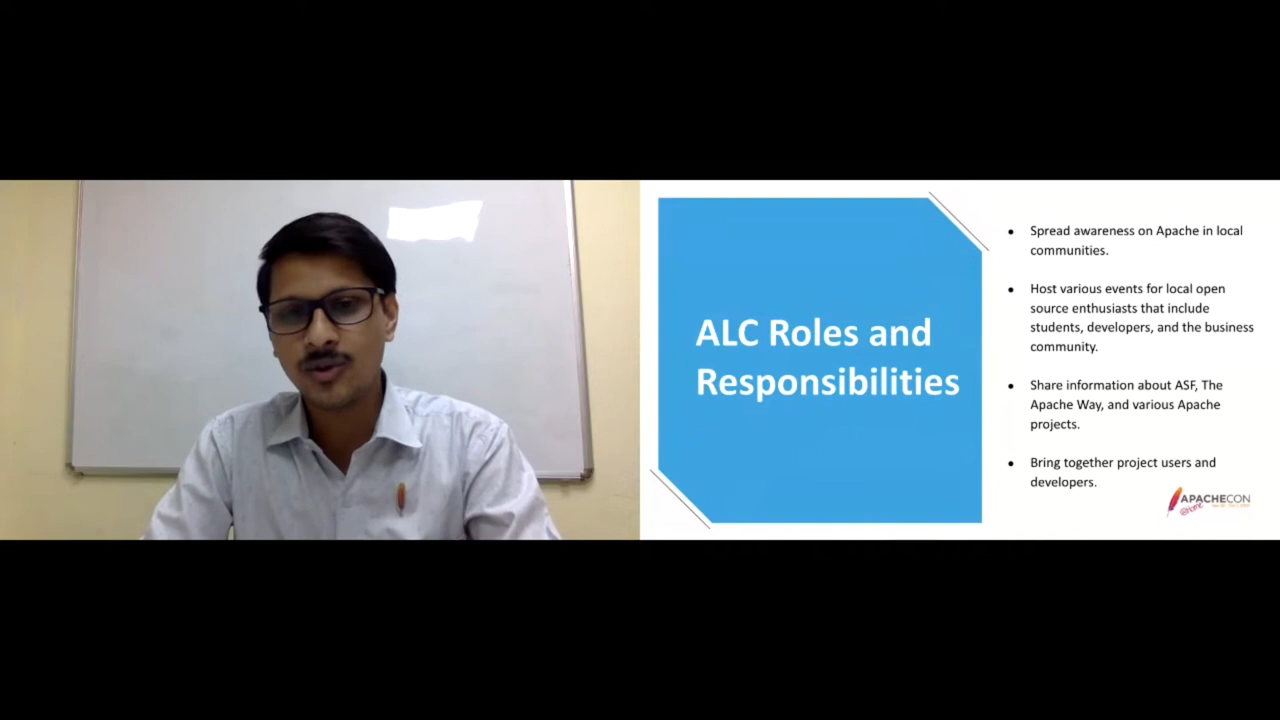 ALC Roles and
Responsibilities
● Spread awareness on Apache in local
communities.
● Host various events for local open
source enthusiasts that include
students, developers, and the business
community.
● Share information about ASF, The
Apache Way, and various Apache
projects.
● Bring together project users and
developers.
APACHECON
@Home